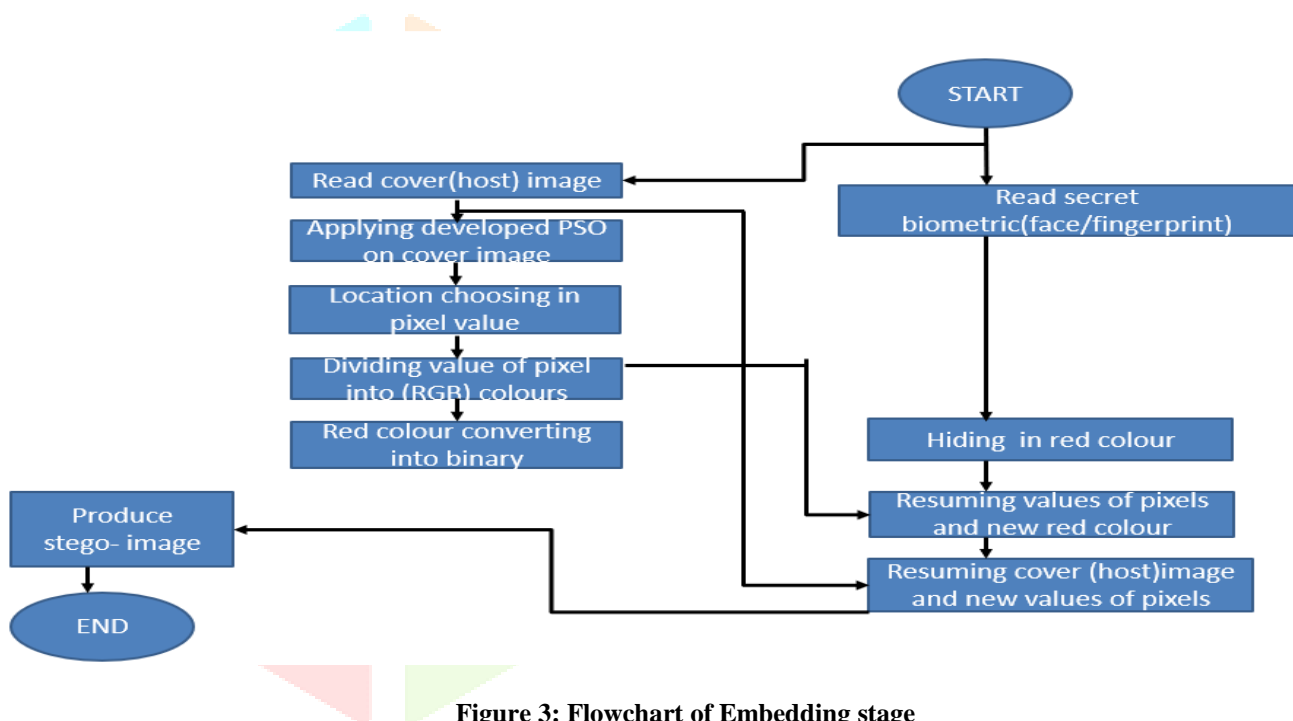 START
Read cover(host) image
Read secret
biometric(face/fingerprint)
Applying developed PSO
on cover image
Location choosing in
pixel value
Dividing value of pixel
into (RGB) colours
Red colour converting
into binary
Hiding in red colour
Resuming values of pixels
and new red colour
Resuming cover (host)image
and new values of pixels
Produce
stego- image
END
Figure 3: Flowchart of Embedding stage